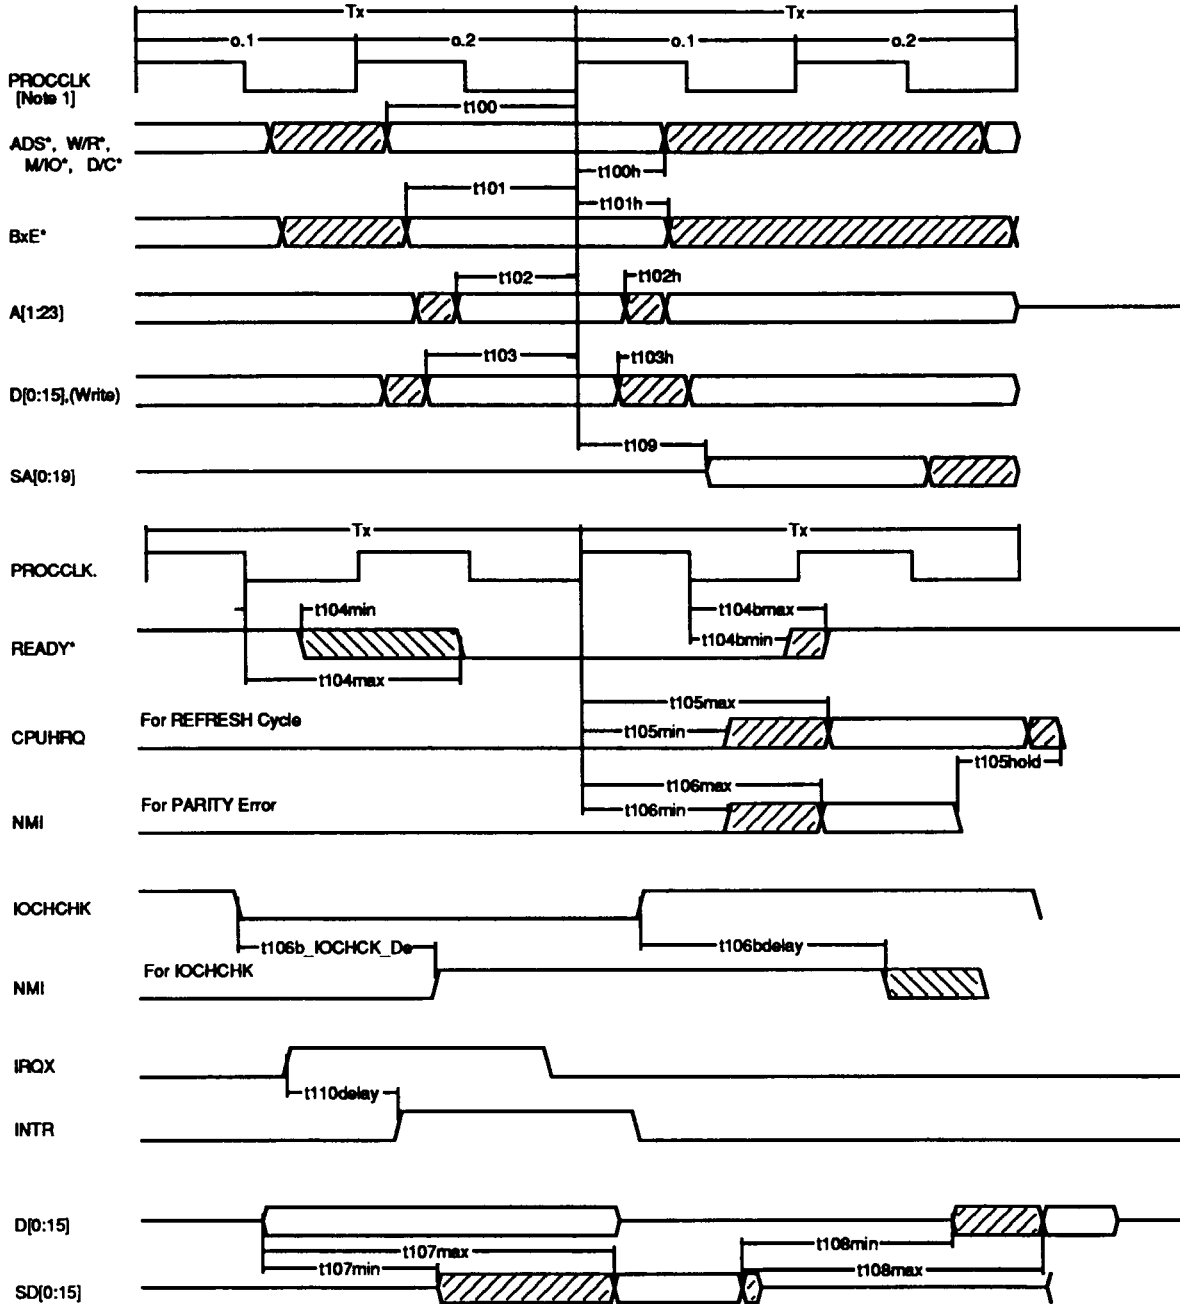 Tx Tx
o.1 o.2 o.1 o.2
PROCCLK
[Note 1]
t100
ADS*, W/R*,
M/IO*, D/C*
t100h
t101
t101h
BxE*
t102 t102h
A[1:23]
t103 t103h
D[0:15],(Write)
t109
SA[0:19]
Tx Tx
PROCCLK.
t104min t104bmax
READY*
t104bmin
t104max
t105max
For REFRESH Cycle
t105min
CPUHRQ
t105hold
t106max
For PARITY Error
t106min
NMI
IOCHCHK
t106b_IOCHCK_De t106bdelay
For IOCHCHK
NMI
IRQX
t110delay
INTR
D[0:15]
t108min
t107max
t107min t108max
SD[0:15]